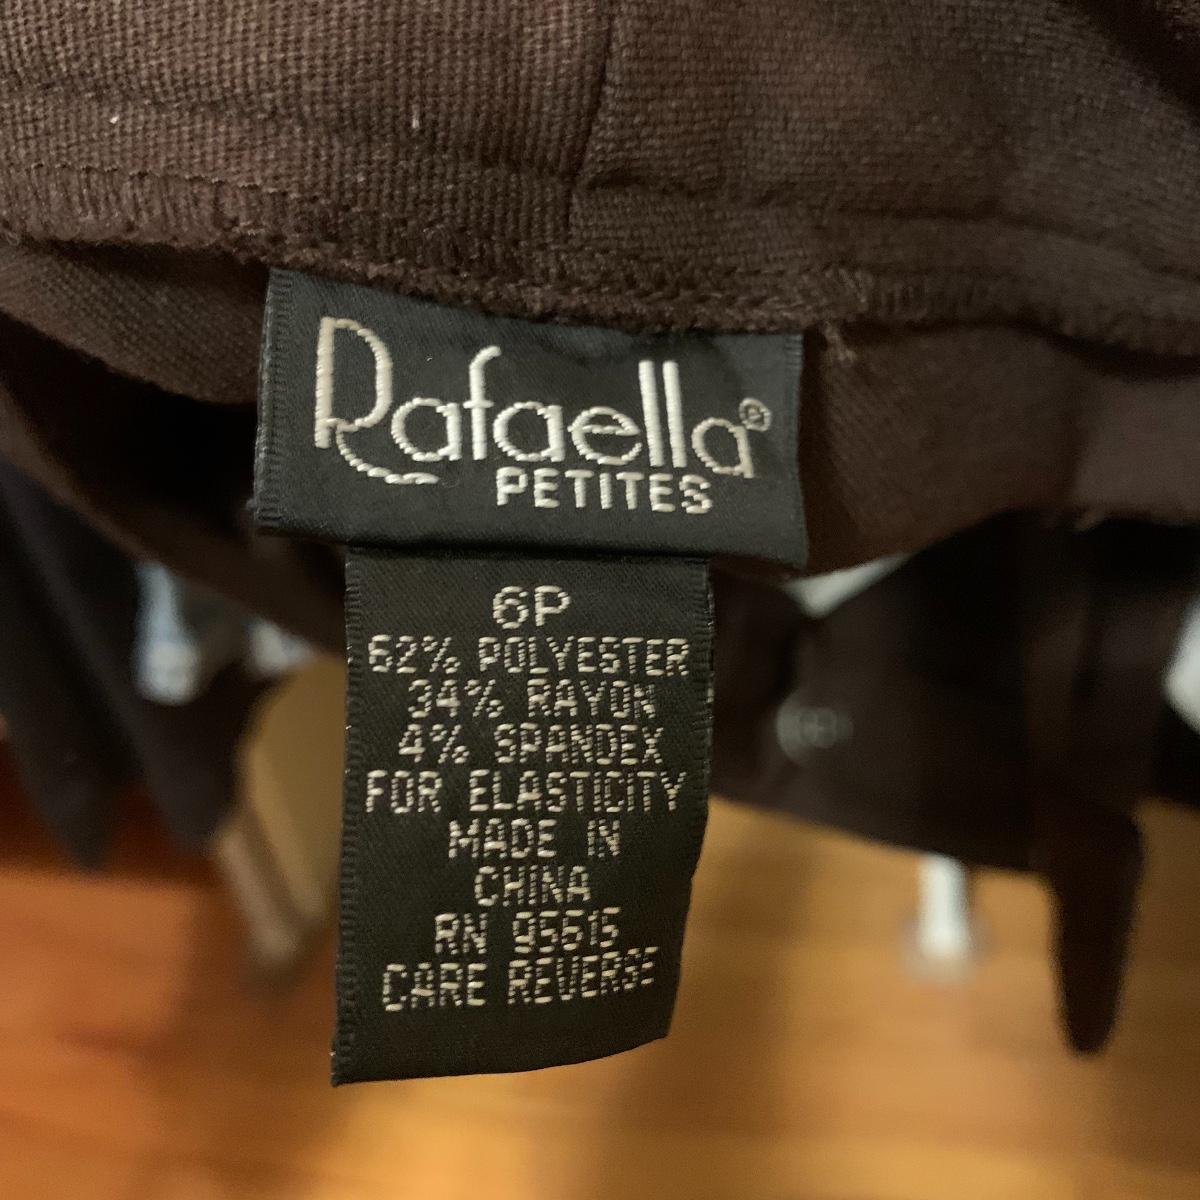 Rafaella®
PETITES
6P
62% POLYESTER
34% RAYON
4% SPANDEX
FOR ELASTICITY
MADE IN
CHINA
RN 95615
CARE REVERSE